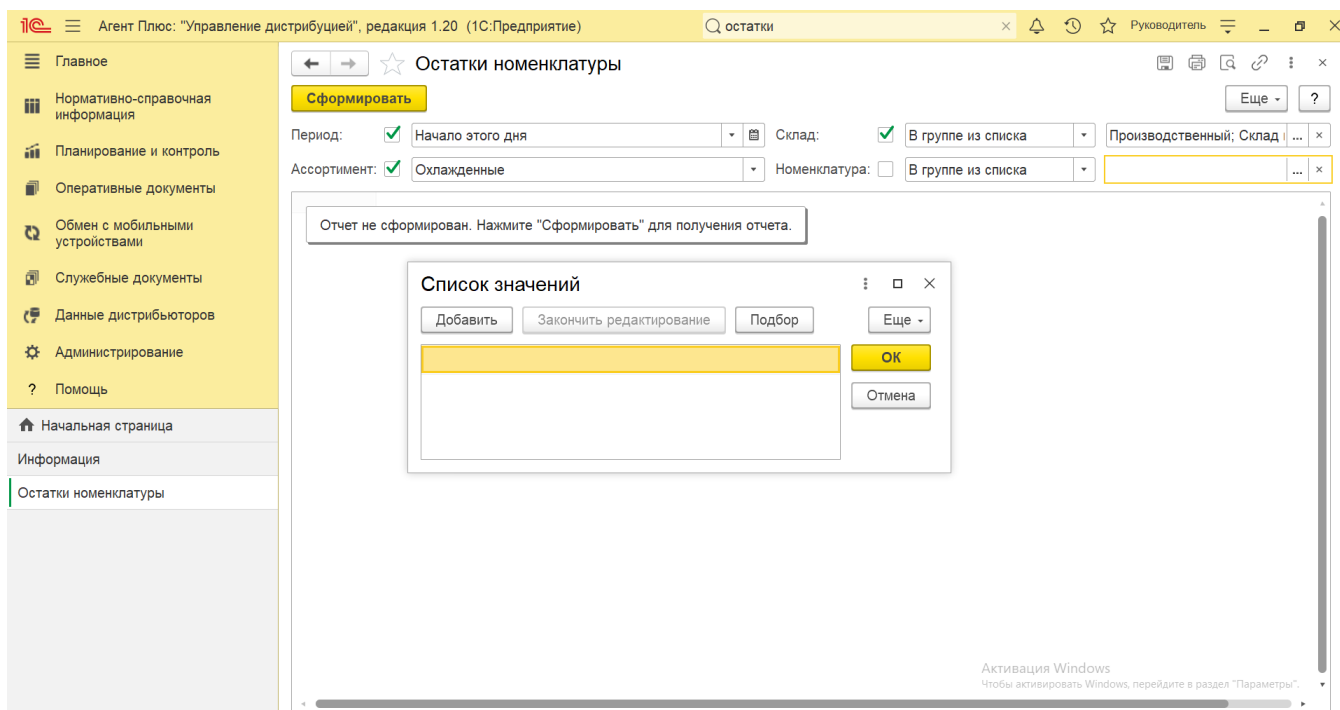 Агент Плюс: "Управление дистрибуцией", редакция 1.20 (1С:Предприятие)
остатки
Руководитель
Главное
Нормативно-справочная
информация
Планирование и контроль
Оперативные документы
Обмен с мобильными
устройствами
Служебные документы
Данные дистрибьюторов
Администрирование
? Помощь
Начальная страница
Информация
Остатки номенклатуры
Остатки номенклатуры
Сформировать
Еще
?
Период: Начало этого дня
Склад: В группе из списка
Производственный; Склад
...
Ассортимент: Охлажденные
Номенклатура: В группе из списка
...
Отчет не сформирован. Нажмите "Сформировать" для получения отчета.
Список значений
Добавить
Закончить редактирование
Подбор
Еще
ОК
Отмена
Активация Windows
Чтобы активировать Windows, перейдите в раздел "Параметры".